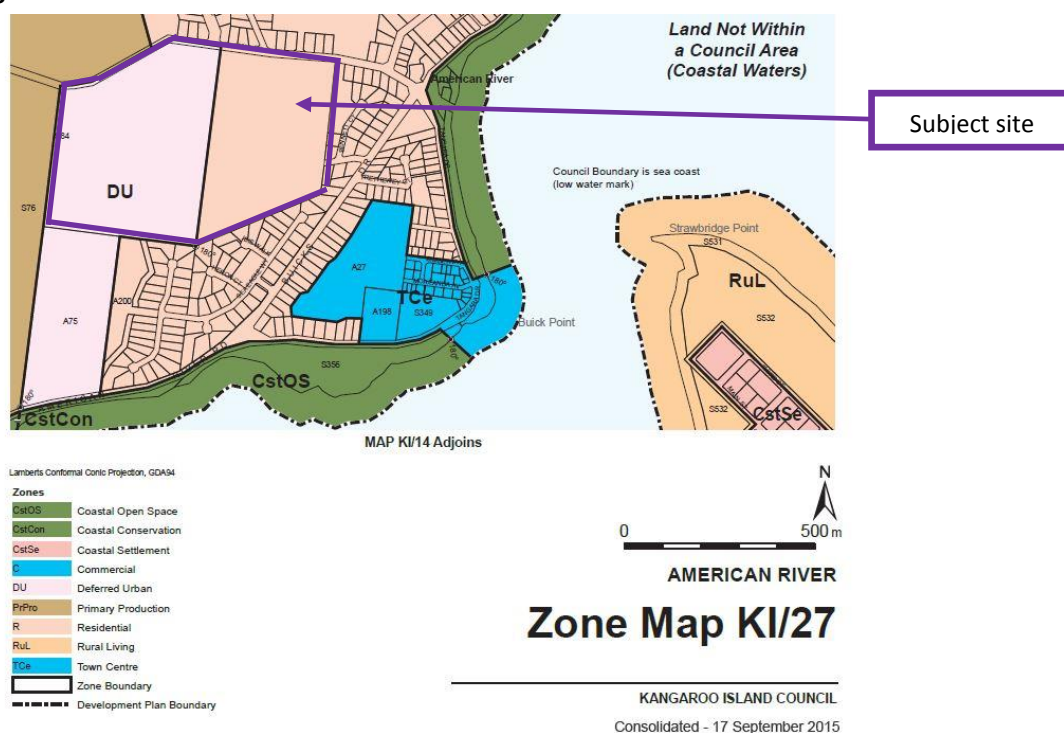 Land Not Within
a Council Area
(Coastal Waters)
Subject site
American River
Council Boundary is sea coast
(low water mark)
DU
S76
Strawbridge Point
S531
RuL
S532
A27
TCe
A198
S349
180°
Buick Point
180°
180°
A200
A75
S356
CstOS
180°
CstCon
S532
CstSe
MAP KI/14 Adjoins
Lamberts Conformal Conic Projection, GDA94
Zones
CstOS Coastal Open Space
CstCon Coastal Conservation
CstSe Coastal Settlement
C Commercial
DU Deferred Urban
PrPro Primary Production
R Residential
RuL Rural Living
TCe Town Centre
Zone Boundary
Development Plan Boundary
N
0 500 m
AMERICAN RIVER
Zone Map KI/27
KANGAROO ISLAND COUNCIL
Consolidated - 17 September 2015